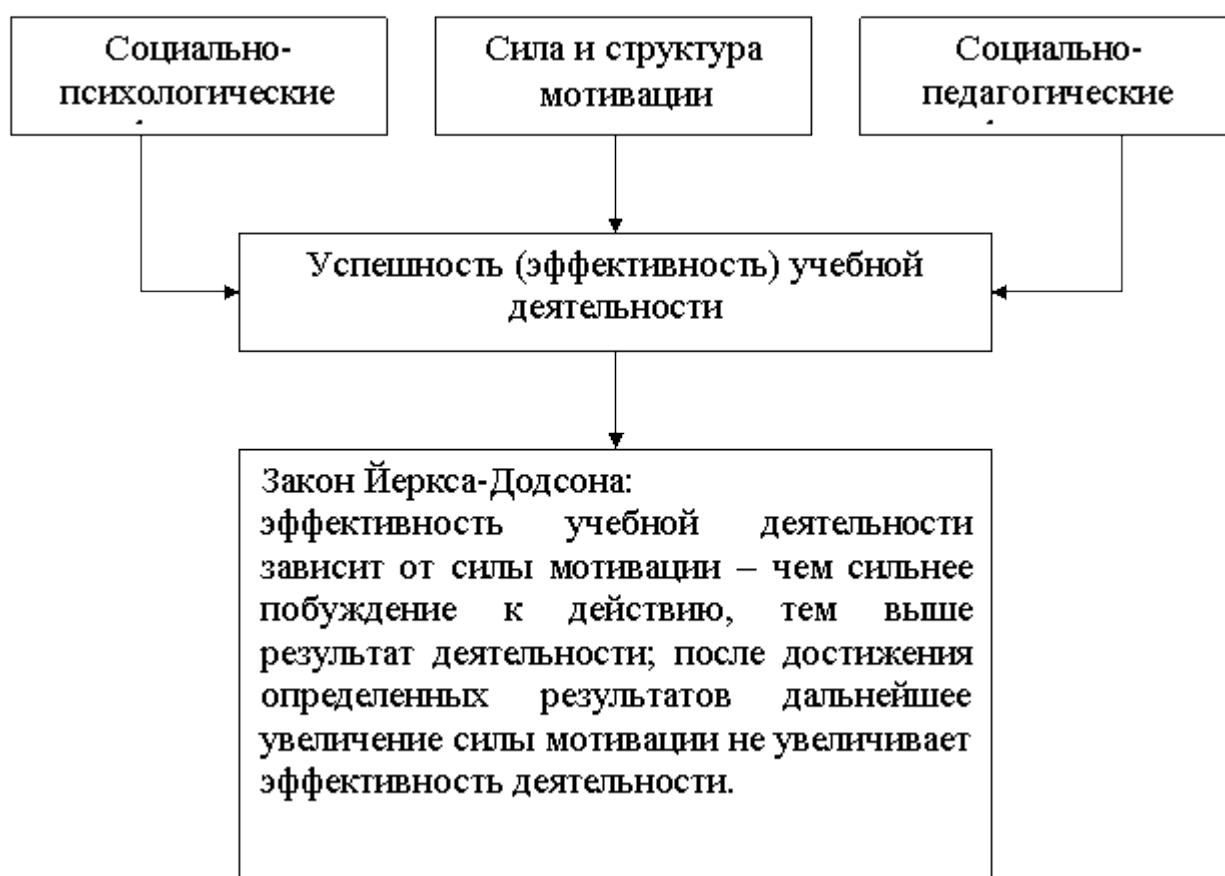 Социально-
психологические
Сила и структура
мотивации
Социально-
педагогические
Успешность (эффективность) учебной
деятельности
Закон Йеркса-Додсона:
эффективность учебной деятельности
зависит от силы мотивации – чем сильнее
побуждение к действию, тем выше
результат деятельности; после достижения
определенных результатов дальнейшее
увеличение силы мотивации не увеличивает
эффективность деятельности.